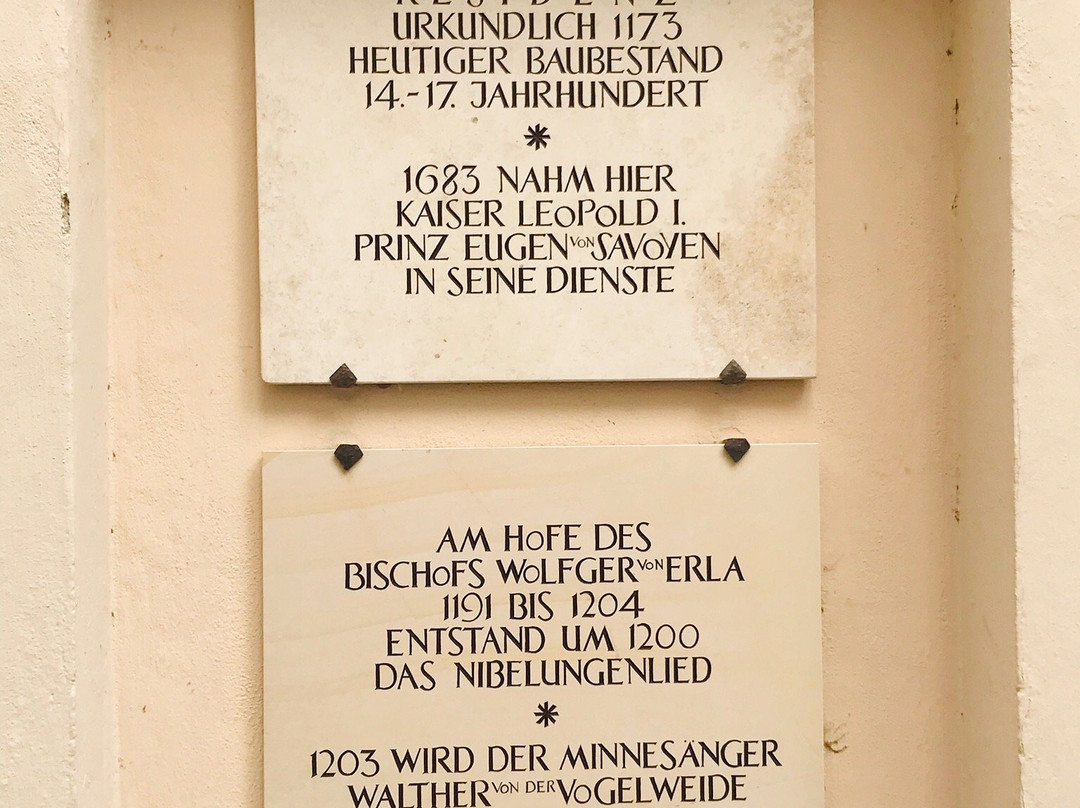 RESIDENZ
URKUNDLICH 1173
HEUTIGER BAUBESTAND
14.-17. JAHRHUNDERT
*
1683 NAHM HIER
KAISER LEOPOLD I.
PRINZ EUGEN VON SAVOYEN
IN SEINE DIENSTE
AM HOFE DES
BISCHOFS WOLFGER VON ERLA
1191 BIS 1204
ENTSTAND UM 1200
DAS NIBELUNGENLIED
*
1203 WIRD DER MINNESÄNGER
WALTHER VON DER VOGELWEIDE